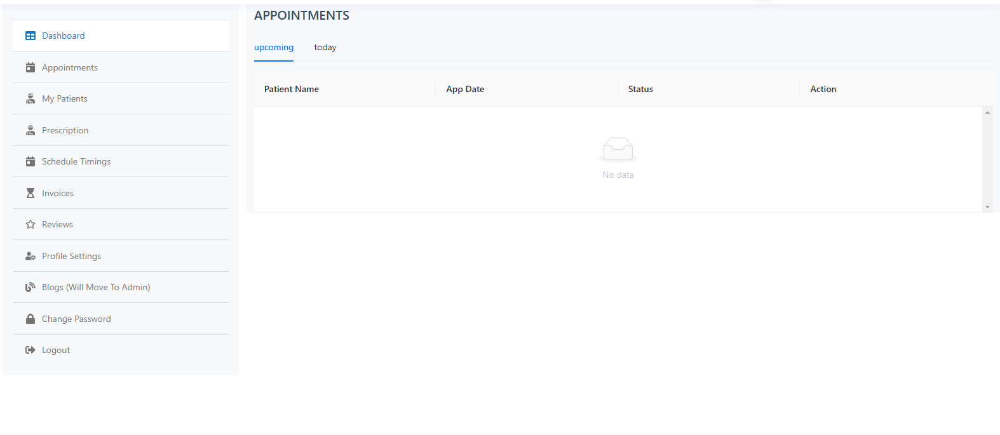 Dashboard
Appointments
My Patients
Prescription
Schedule Timings
Invoices
Reviews
Profile Settings
Blogs (Will Move To Admin)
Change Password
Logout
APPOINTMENTS
upcoming today
Patient Name App Date Status Action
No data